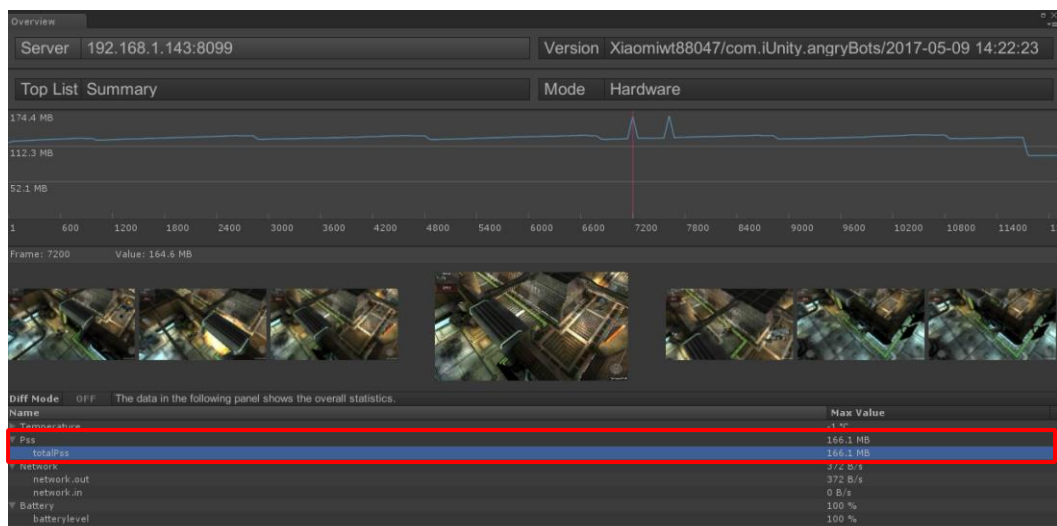 Overview
Server 192.168.1.143:8099 Version Xiaomiwt88047/com.iUnity.angryBots/2017-05-09 14:22:23
Top List Summary Mode Hardware
174.4 MB
112.3 MB
52.1 MB
1 600 1200 1800 2400 3000 3600 4200 4800 5400 6000 6600 7200 7800 8400 9000 9600 10200 10800 11400
Frame: 7200 Value: 164.6 MB
Diff Mode OFF The data in the following panel shows the overall statistics.
Name Max Value
Temperature -1 °C
Pss 166.1 MB
totalPss 166.1 MB
Network 372 B/s
network.out 372 B/s
network.in 0 B/s
Battery 100 %
batterylevel 100 %